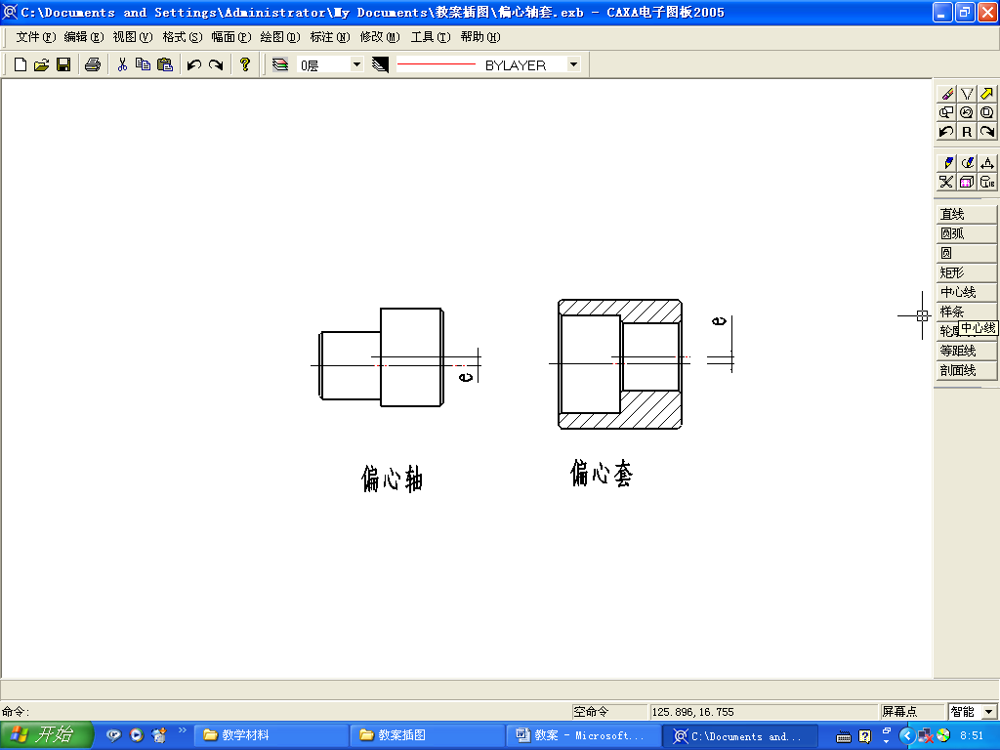 C:\Documents and Settings\Administrator\My Documents\教案插图\偏心轴套.exb - CAXA电子图板2005
文件(F) 编辑(E) 视图(V) 格式(S) 幅面(P) 绘图(D) 标注(N) 修改(M) 工具(T) 帮助(H)
0层 BYLAYER
R
直线
圆弧
圆
矩形
中心线
样条
中心线
等距线
剖面线
e
e
偏心轴
偏心套
命令:
空命令
125.896,16.755
屏幕点
智能
开始
教学材料
教案插图
教案 - Microsoft...
C:\Documents and...
8:51